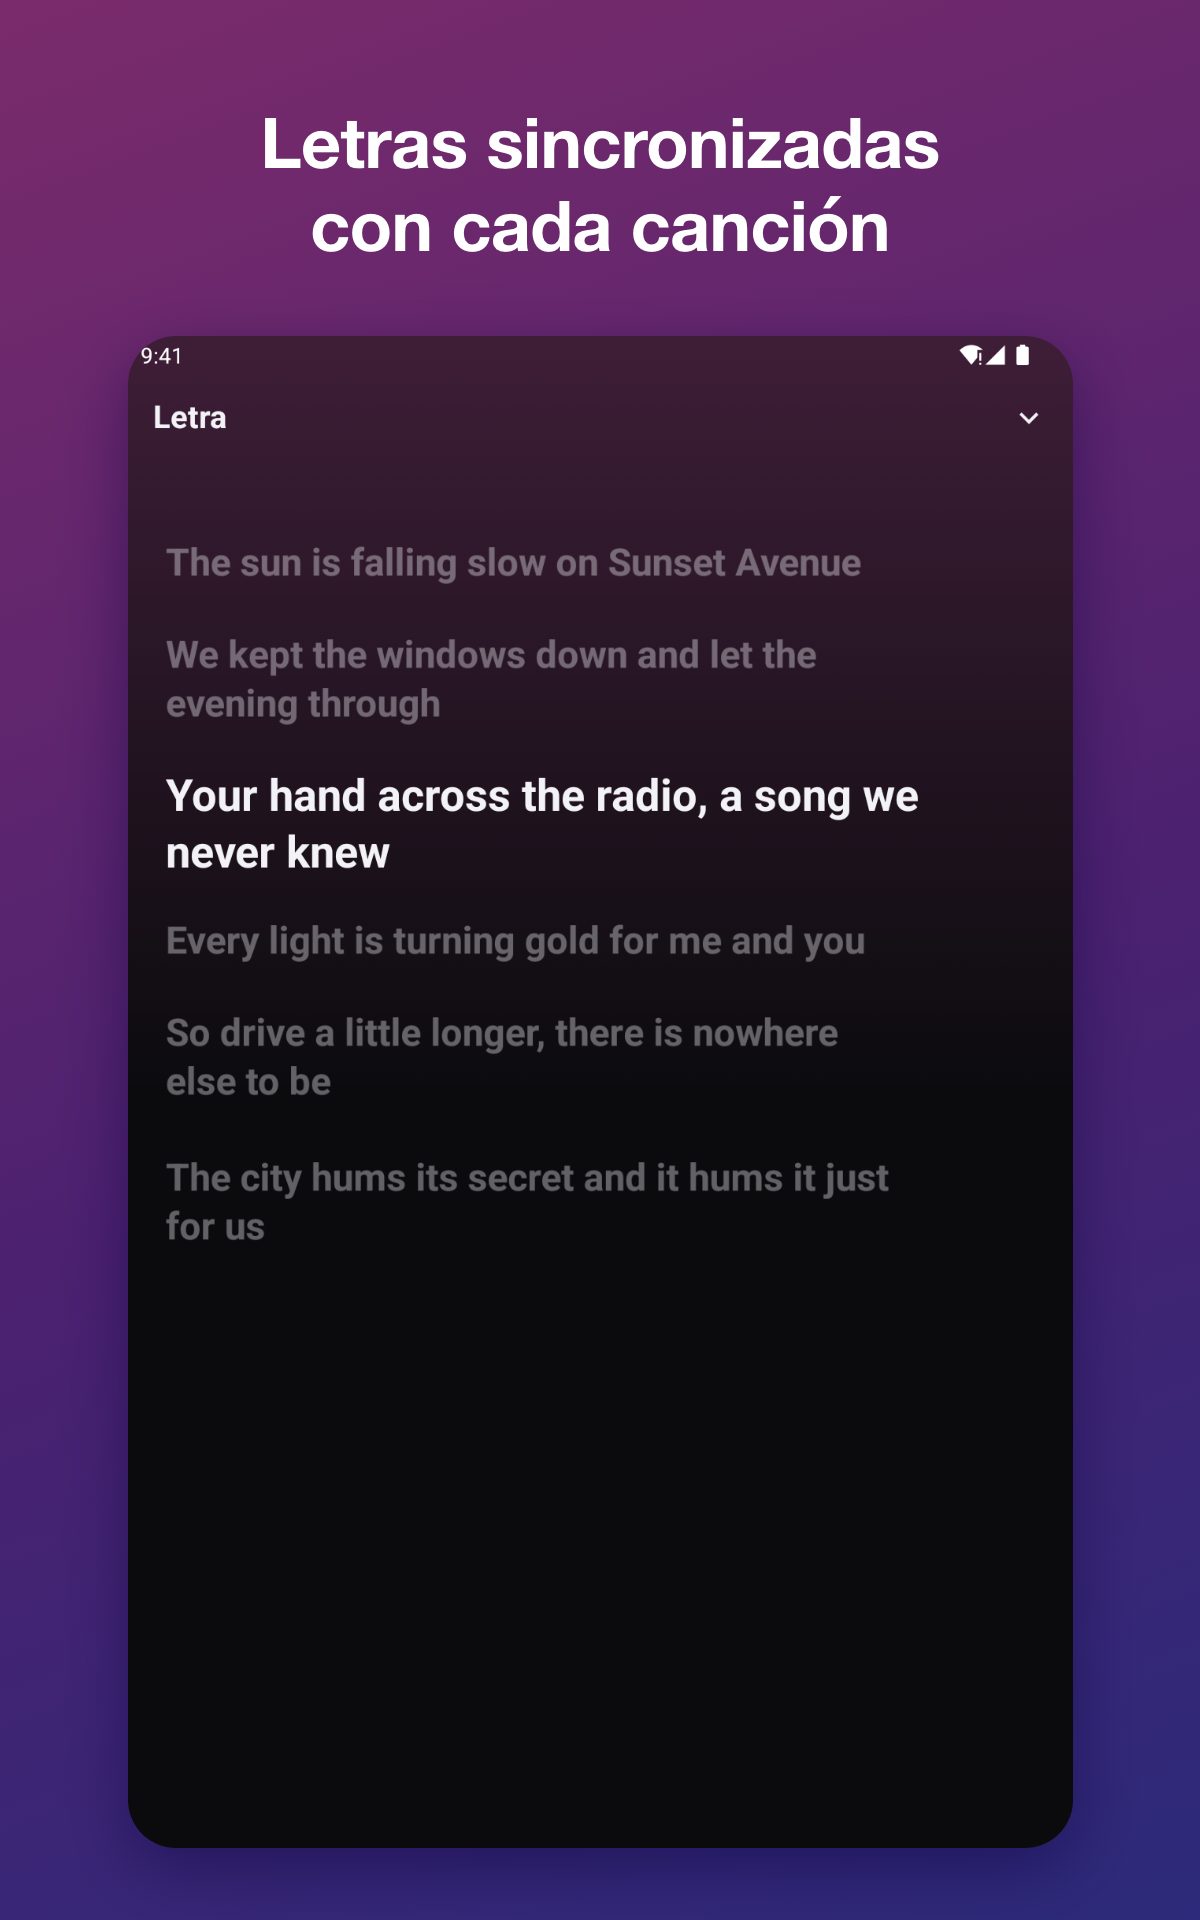 Letras sincronizadas
con cada canción
9:41
Letra
The sun is falling slow on Sunset Avenue
We kept the windows down and let the
evening through
Your hand across the radio, a song we
never knew
Every light is turning gold for me and you
So drive a little longer, there is nowhere
else to be
The city hums its secret and it hums it just
for us